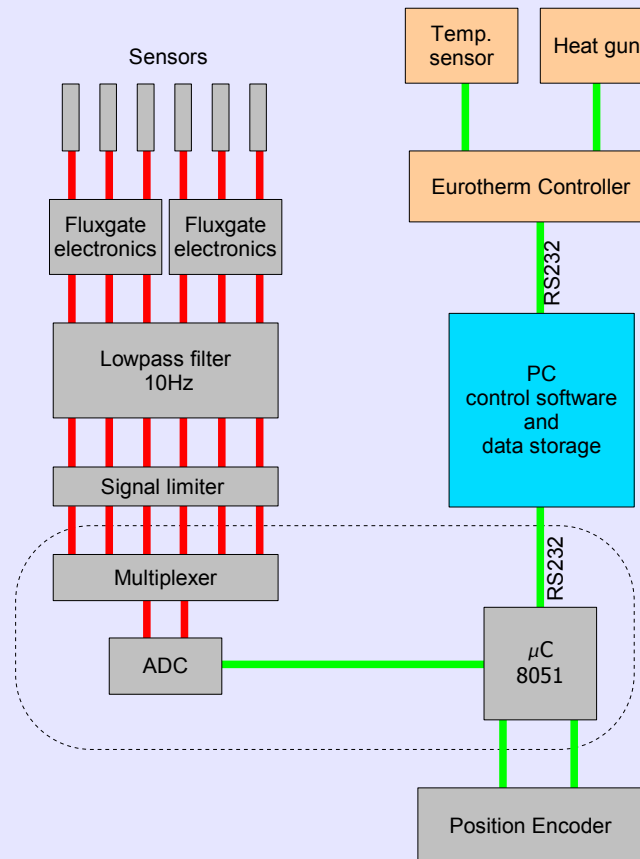 Sensors
Temp.
sensor
Heat gun
Fluxgate
electronics
Fluxgate
electronics
Eurotherm Controller
RS232
Lowpass filter
10Hz
PC
control software
and
data storage
Signal limiter
Multiplexer
RS232
ADC
μC
8051
Position Encoder